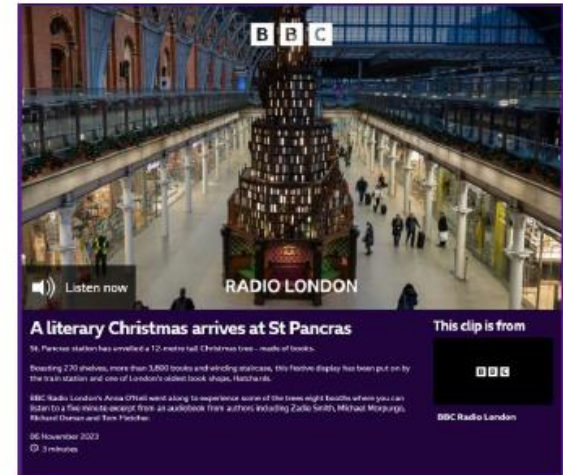 BBC
Listen now
RADIO LONDON
A literary Christmas arrives at St Pancras
St. Pancras station has unveiled a 12-metre tall Christmas tree - made of books.
Boasting 270 shelves, more than 3,800 books and winding staircase, this festive display has been put on by
the train station and one of London's oldest book shops, Hatchards.
BBC Radio London's Anna O'Neil went along to experience some of the trees eight booths where you can
listen to a five minute excerpt from an audiobook from authors including Zadie Smith, Michael Morpurgo,
Richard Osman and Tom Fletcher.
06 November 2023
3 minutes
This clip is from
BBC
BBC Radio London